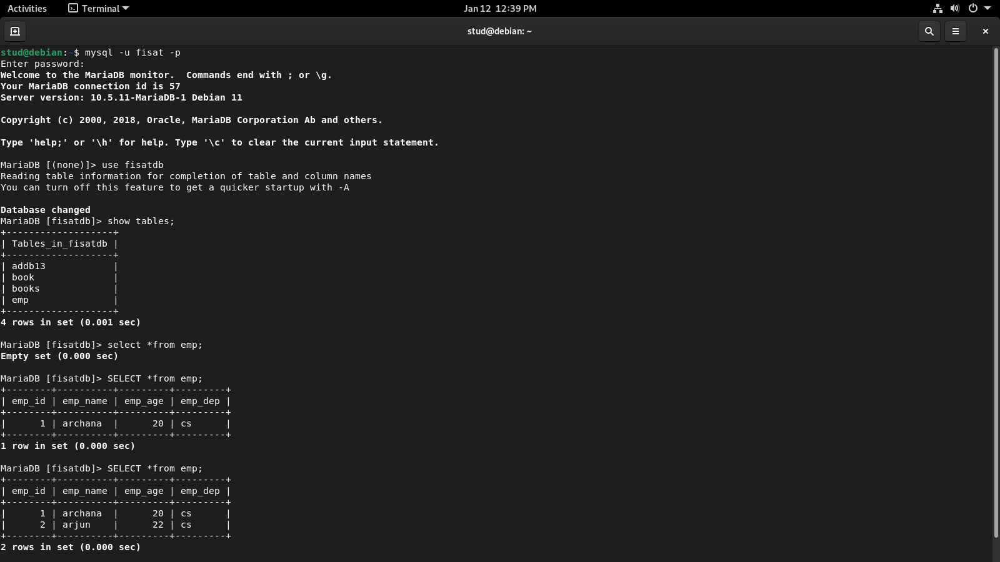 Activities Terminal Jan 12 12:39 PM
stud@debian: ~
stud@debian:~$ mysql -u fisat -p
Enter password:
Welcome to the MariaDB monitor.  Commands end with ; or \g.
Your MariaDB connection id is 57
Server version: 10.5.11-MariaDB-1 Debian 11
Copyright (c) 2000, 2018, Oracle, MariaDB Corporation Ab and others.
Type 'help;' or '\h' for help. Type '\c' to clear the current input statement.
MariaDB [(none)]> use fisatdb
Reading table information for completion of table and column names
You can turn off this feature to get a quicker startup with -A
Database changed
MariaDB [fisatdb]> show tables;
+-------------------+
| Tables_in_fisatdb |
+-------------------+
| addb13            |
| book              |
| books             |
| emp               |
+-------------------+
4 rows in set (0.001 sec)
MariaDB [fisatdb]> select *from emp;
Empty set (0.000 sec)
MariaDB [fisatdb]> SELECT *from emp;
+--------+----------+---------+---------+
| emp_id | emp_name | emp_age | emp_dep |
+--------+----------+---------+---------+
|      1 | archana  |      20 | cs      |
+--------+----------+---------+---------+
1 row in set (0.000 sec)
MariaDB [fisatdb]> SELECT *from emp;
+--------+----------+---------+---------+
| emp_id | emp_name | emp_age | emp_dep |
+--------+----------+---------+---------+
|      1 | archana  |      20 | cs      |
|      2 | arjun    |      22 | cs      |
+--------+----------+---------+---------+
2 rows in set (0.000 sec)